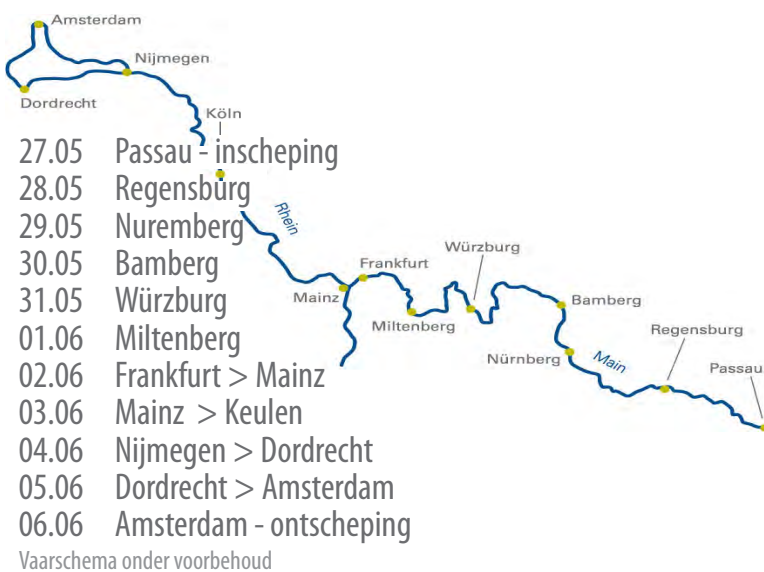 Amsterdam
Nijmegen
Dordrecht
Köln
27.05 Passau - inscheping
28.05 Regensburg
29.05 Nuremberg
30.05 Bamberg
31.05 Würzburg
01.06 Miltenberg
02.06 Frankfurt > Mainz
03.06 Mainz > Keulen
04.06 Nijmegen > Dordrecht
05.06 Dordrecht > Amsterdam
06.06 Amsterdam - ontscheping
Vaarschema onder voorbehoud
Rhein
Mainz
Frankfurt
Miltenberg
Würzburg
Bamberg
Nürnberg
Main
Regensburg
Passau